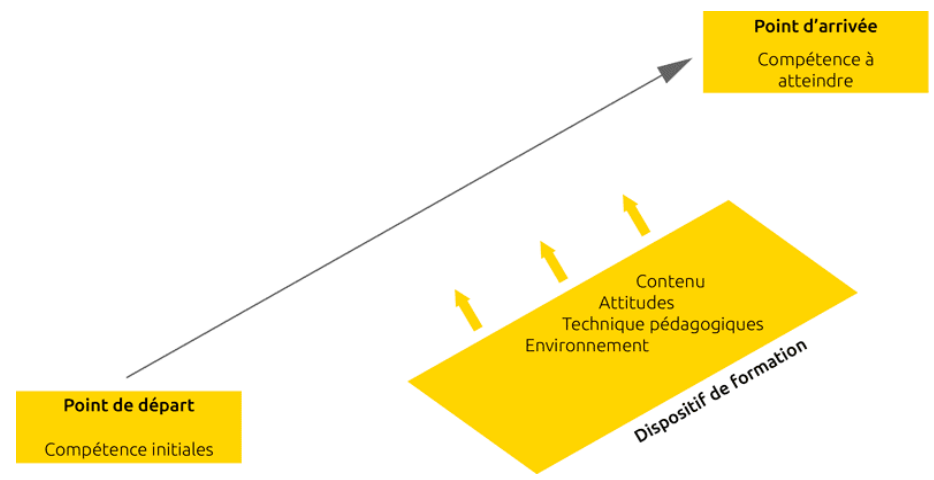 Point d’arrivée
Compétence à
atteindre
Contenu
Attitudes
Technique pédagogiques
Environnement
Dispositif de formation
Point de départ
Compétence initiales